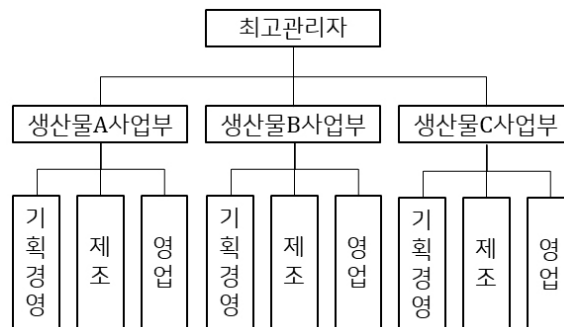 최고관리자
생산물A사업부
생산물B사업부
생산물C사업부
기획경영
제조
영업
기획경영
제조
영업
기획경영
제조
영업